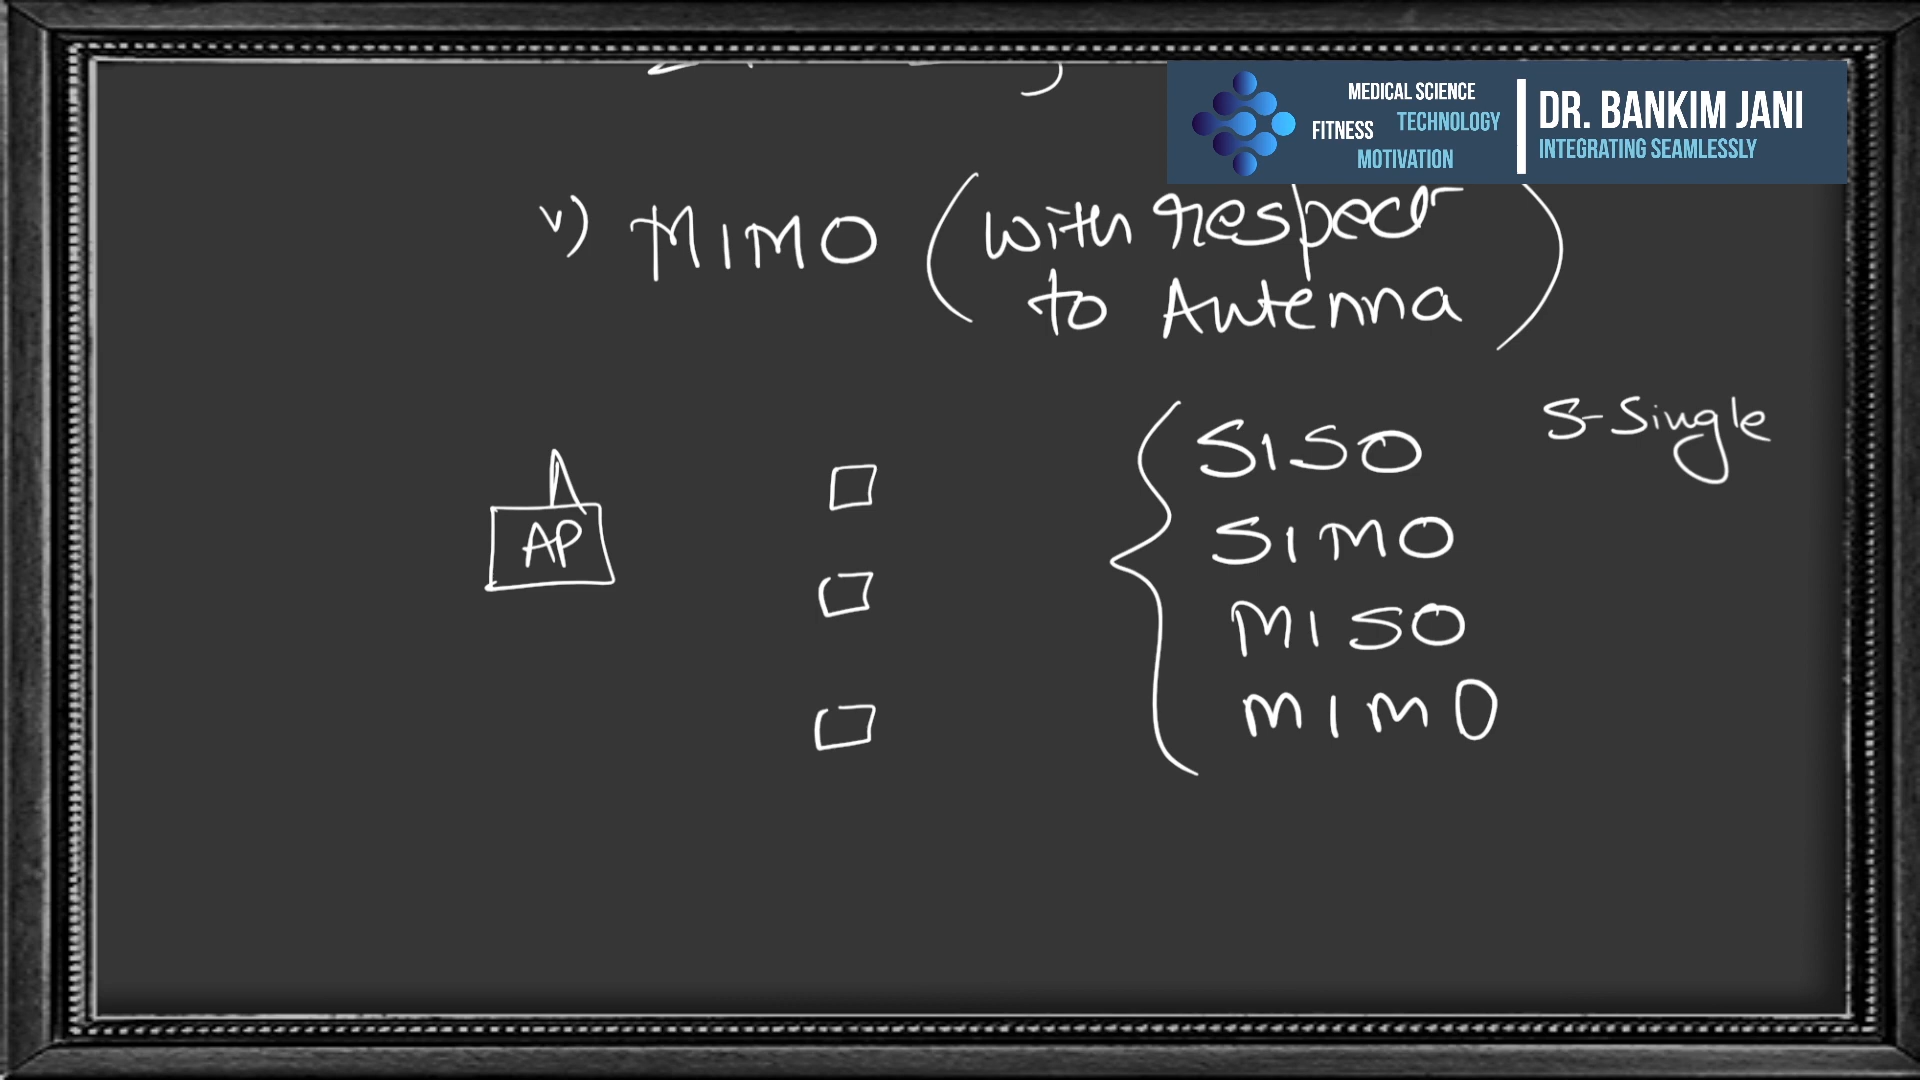 MEDICAL SCIENCE
FITNESS TECHNOLOGY
MOTIVATION
DR. BANKIM JANI
INTEGRATING SEAMLESSLY
v) MIMO (with respect
to Antenna)
AP
SISO S-Single
SIMO
MISO
MIMO